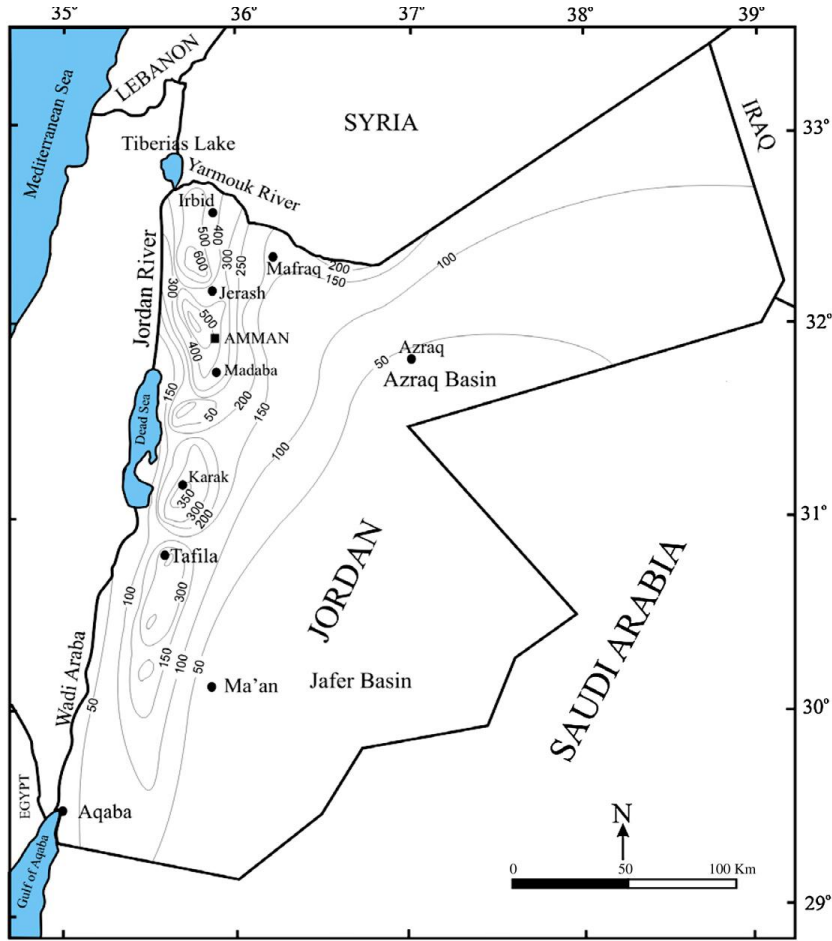 35°
36°
37°
38°
39°
LEBANON
Mediterranean Sea
SYRIA
IRAQ
33°
Tiberias Lake
Yarmouk River
Irbid
400
500
600
300
250
200
150
Mafraq
100
Jordan River
300
Jerash
500
AMMAN
400
Madaba
32°
Azraq
50
Azraq Basin
150
50
200
150
100
Dead Sea
Karak
350
300
200
31°
Tafila
300
100
JORDAN
SAUDI ARABIA
150
100
50
Ma'an
Jafer Basin
Wadi Araba
50
30°
EGYPT
Aqaba
Gulf of Aqaba
N
0
50
100 Km
29°